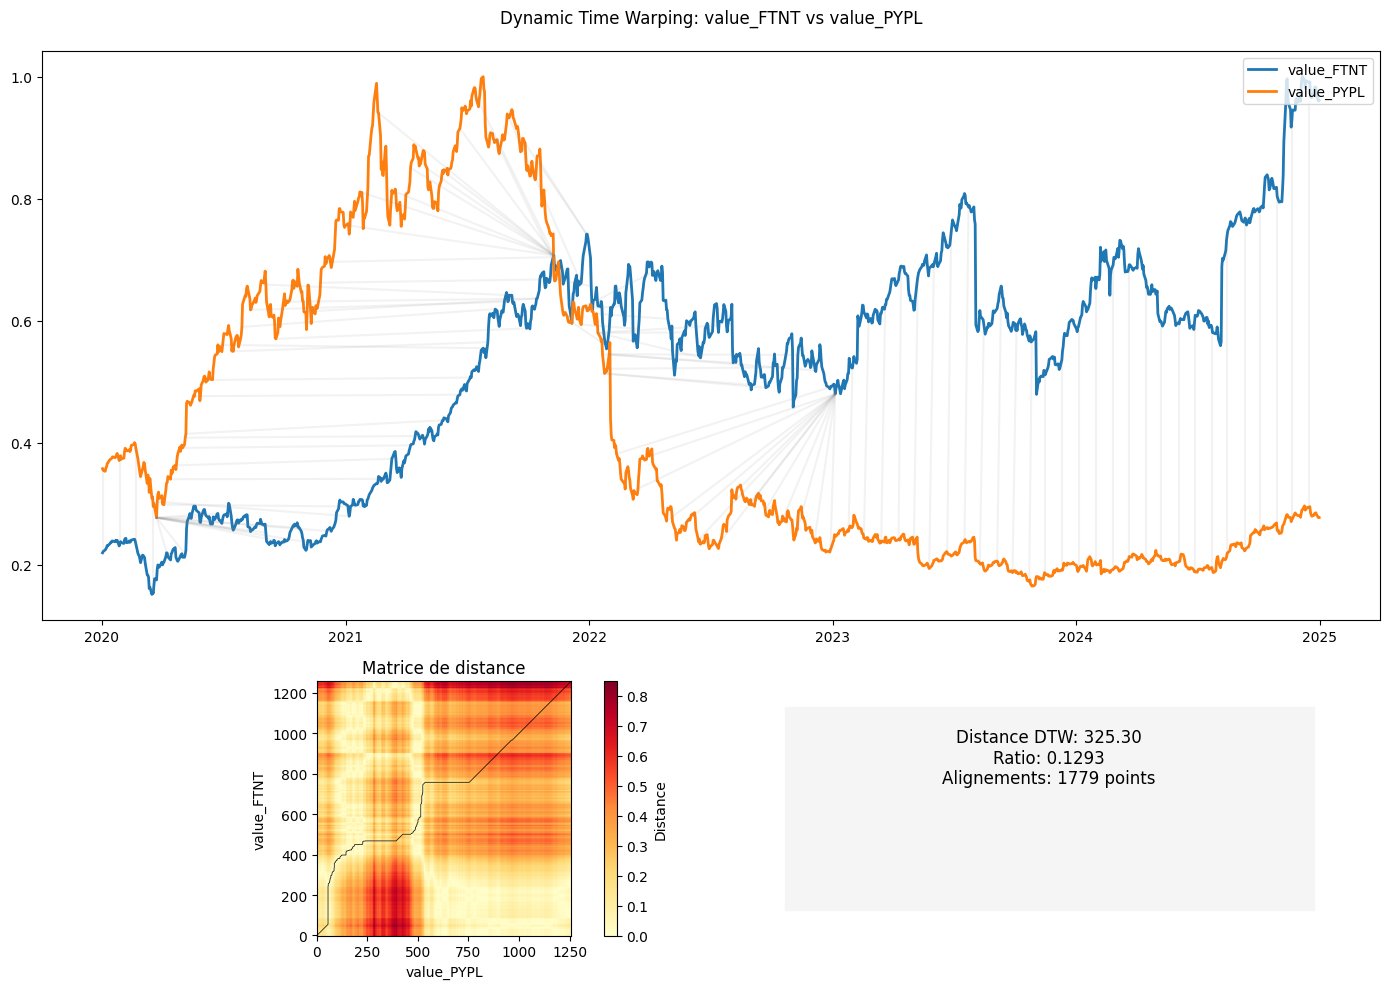 Dynamic Time Warping: value_FTNT vs value_PYPL
1.0
0.8
0.6
0.4
0.2
value_FTNT
value_PYPL
2020 2021 2022 2023 2024 2025
Matrice de distance
1200
1000
800
600
400
200
0
value_FTNT
0 250 500 750 1000 1250
value_PYPL
0.8
0.7
0.6
0.5
0.4
0.3
0.2
0.1
0.0
Distance
Distance DTW: 325.30
Ratio: 0.1293
Alignements: 1779 points